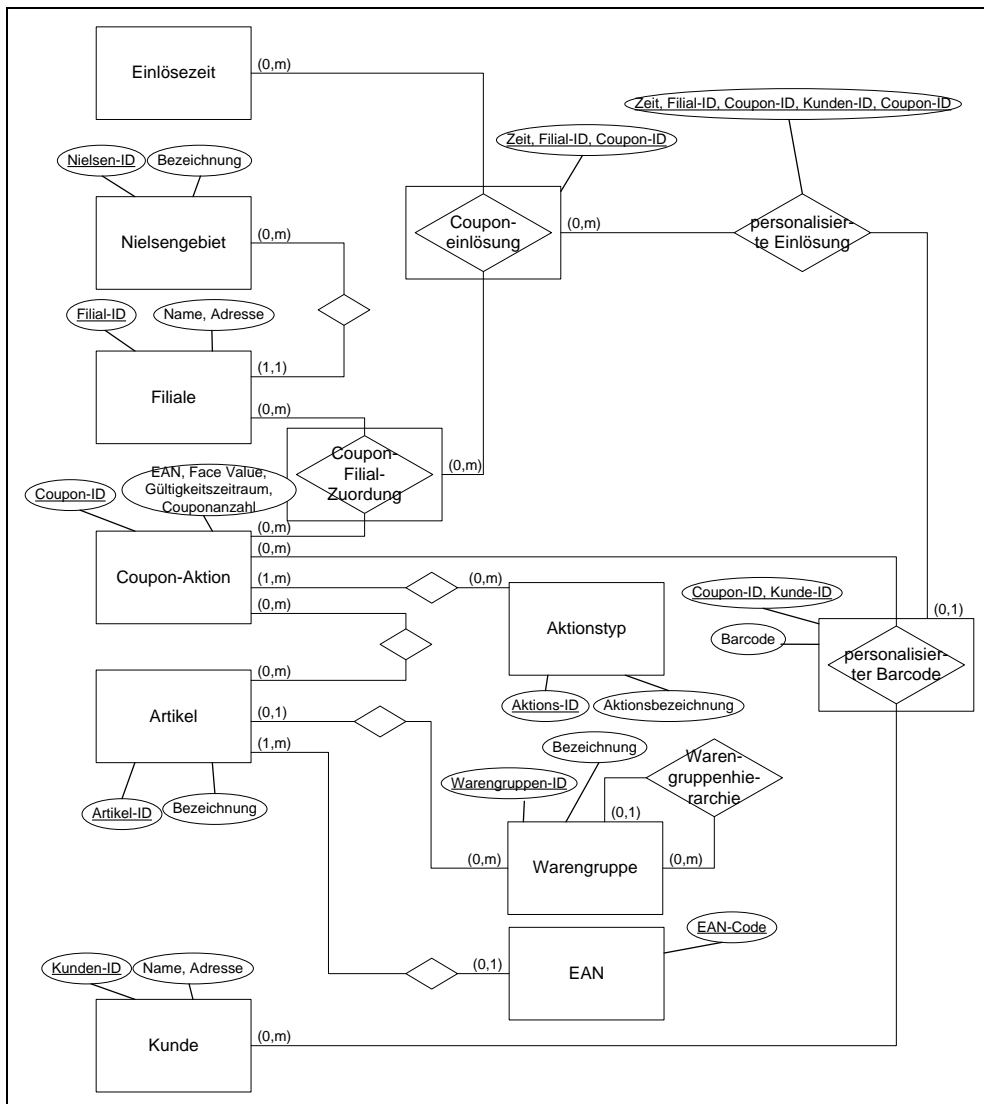 Einlösezeit
(0,m)
Zeit, Filial-ID, Coupon-ID, Kunden-ID, Coupon-ID
Zeit, Filial-ID, Coupon-ID
Nielsen-ID
Bezeichnung
Nielsengebiet
(0,m)
Coupon
einlösung
(0,m)
personalisier-
te Einlösung
Filial-ID
Name, Adresse
Filiale
(1,1)
(0,m)
Coupon-
Filial-
Zuordung
(0,m)
Coupon-ID
EAN, Face Value,
Gültigkeitszeitraum,
Couponanzahl
(0,m)
(0,m)
Coupon-Aktion
(1,m)
(0,m)
(0,m)
Aktionstyp
Aktions-ID
Aktionsbezeichnung
Coupon-ID, Kunde-ID
(0,1)
Barcode
personalisier-
ter Barcode
(0,m)
Artikel
(0,1)
(1,m)
Artikel-ID
Bezeichnung
Bezeichnung
Warengruppen-ID
Waren-
gruppenhie-
rarchie
(0,1)
(0,m)
Warengruppe
(0,m)
EAN-Code
(0,1)
EAN
Kunden-ID
Name, Adresse
Kunde
(0,m)